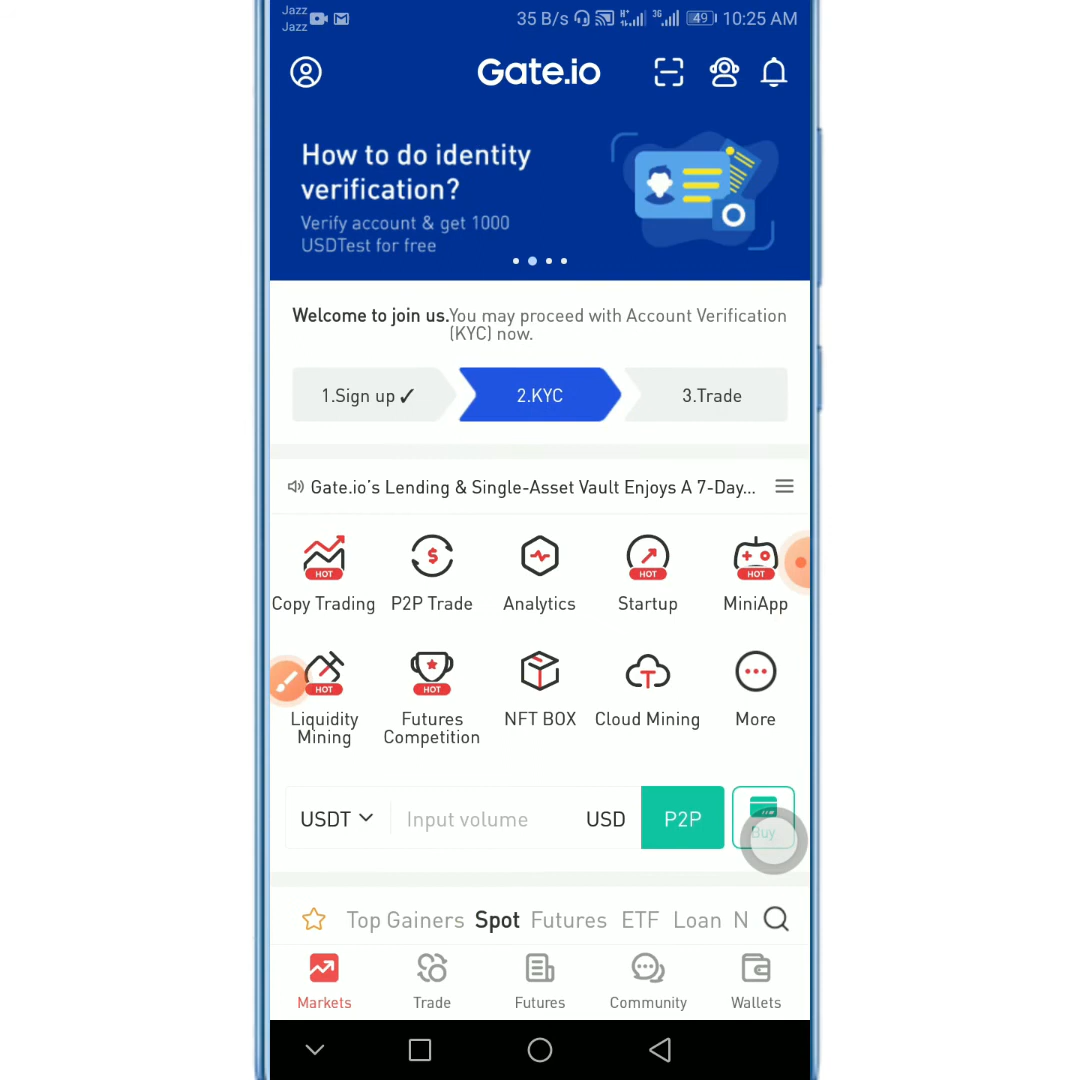 Jazz
Jazz
35 B/s
H+
3G
49
10:25 AM
Gate.io
How to do identity
verification?
Verify account & get 1000
USDTest for free
Welcome to join us.You may proceed with Account Verification
(KYC) now.
1.Sign up ✓
2.KYC
3.Trade
Gate.io's Lending & Single-Asset Vault Enjoys A 7-Day...
HOT
HOT
HOT
Copy Trading
P2P Trade
Analytics
Startup
MiniApp
HOT
HOT
Liquidity
Mining
Futures
Competition
NFT BOX
Cloud Mining
More
USDT
Input volume
USD
P2P
Buy
Top Gainers
Spot
Futures
ETF
Loan
N
Markets
Trade
Futures
Community
Wallets